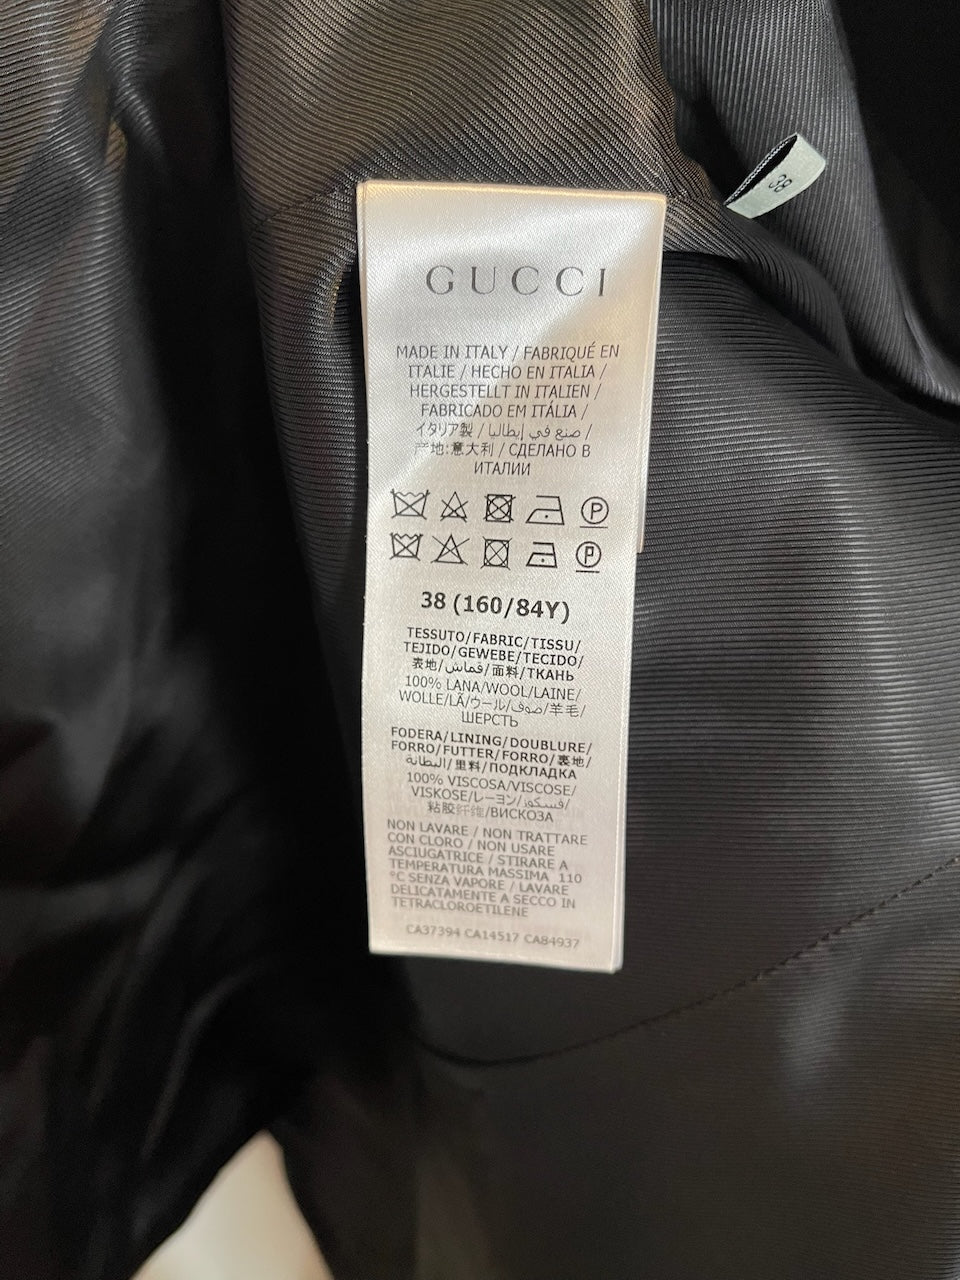 38
GUCCI
MADE IN ITALY / FABRIQUÉ EN
ITALIE / HECHO EN ITALIA /
HERGESTELLT IN ITALIEN /
FABRICADO EM ITÁLIA /
イタリア製 / صنع في إيطاليا /
产地:意大利 / СДЕЛАНО В
ИТАЛИИ
P
P
38 (160/84Y)
TESSUTO/FABRIC/TISSU/
TEJIDO/GEWEBE/TECIDO/
表地/قماش/面料/ТКАНЬ
100% LANA/WOOL/LAINE/
WOLLE/LÃ/ウール/صوف/羊毛/
ШЕРСТЬ
FODERA/LINING/DOUBLURE/
FORRO/FUTTER/FORRO/裏地/
البطانة/里料/ПОДКЛАДКА
100% VISCOSA/VISCOSE/
VISKOSE/レーヨン/فسكوز/
粘胶纤维/ВИСКОЗА
NON LAVARE / NON TRATTARE
CON CLORO / NON USARE
ASCIUGATRICE / STIRARE A
TEMPERATURA MASSIMA 110
°C SENZA VAPORE / LAVARE
DELICATAMENTE A SECCO IN
TETRACLOROETILENE
CA37394 CA14517 CA84937